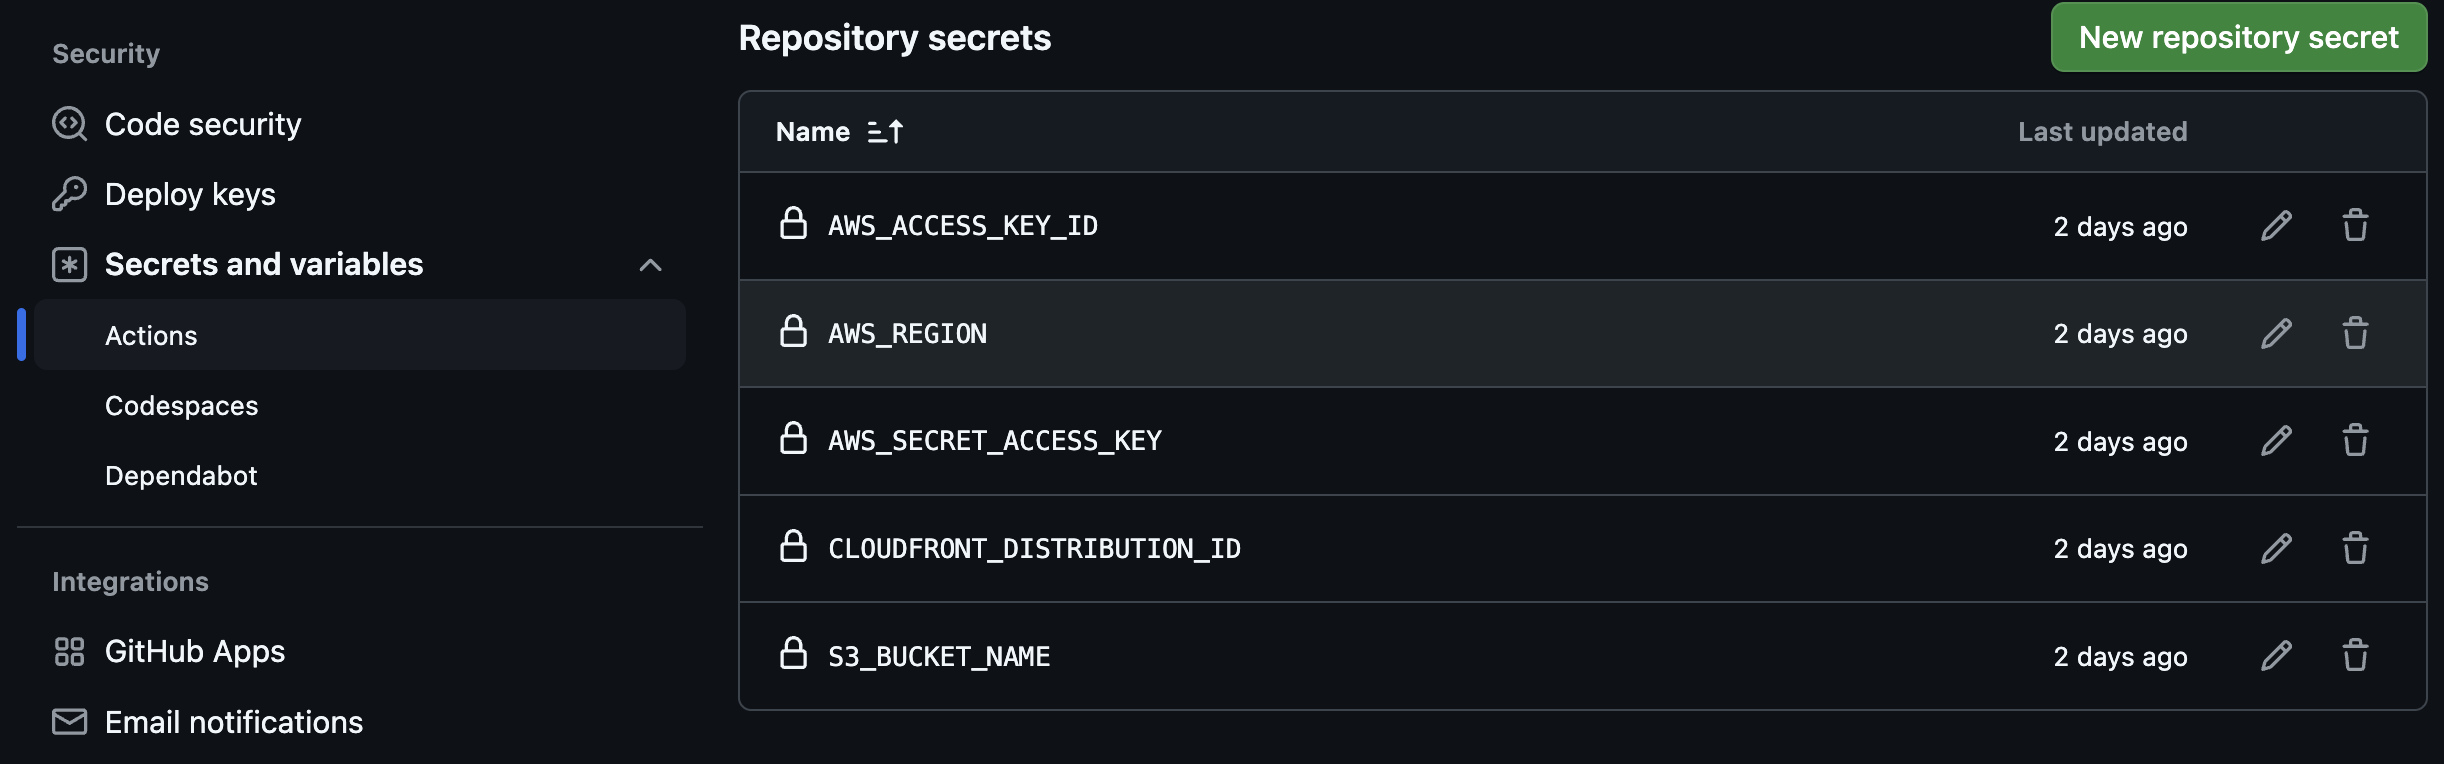 Security
Code security
Deploy keys
Secrets and variables
Actions
Codespaces
Dependabot
Integrations
GitHub Apps
Email notifications
Repository secrets
New repository secret
Name Last updated
AWS_ACCESS_KEY_ID 2 days ago
AWS_REGION 2 days ago
AWS_SECRET_ACCESS_KEY 2 days ago
CLOUDFRONT_DISTRIBUTION_ID 2 days ago
S3_BUCKET_NAME 2 days ago